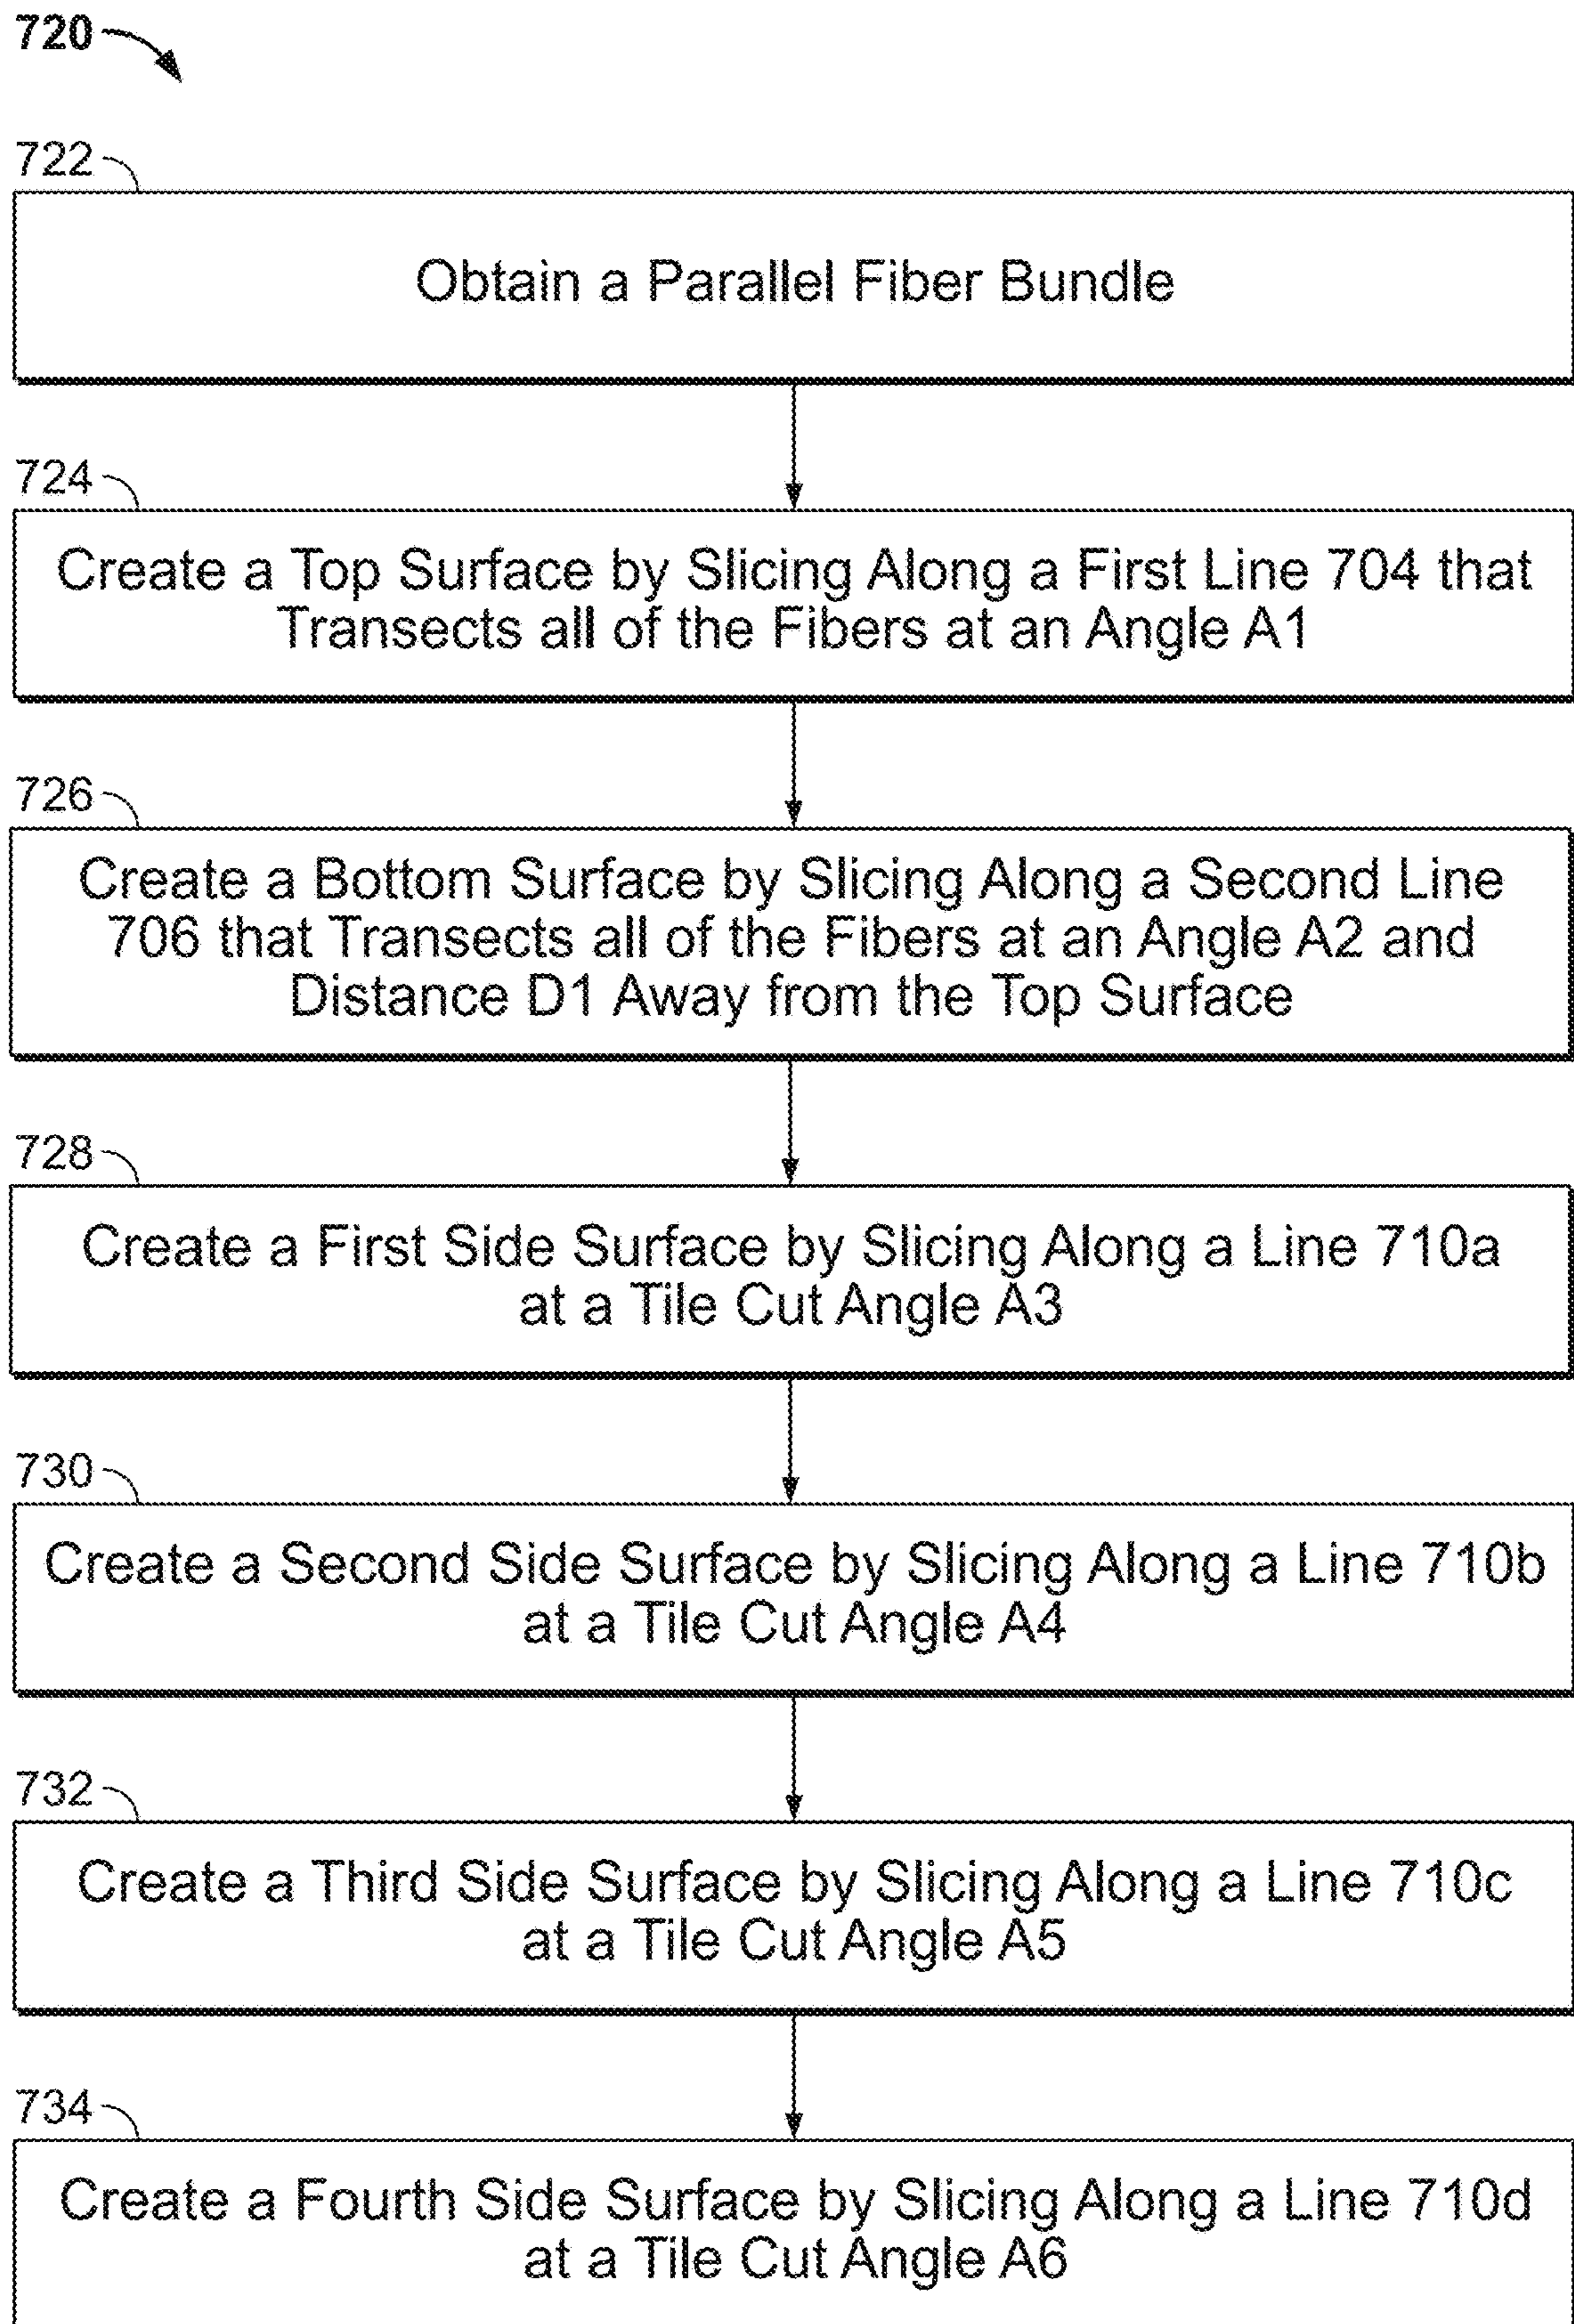 720
722
Obtain a Parallel Fiber Bundle
724
Create a Top Surface by Slicing Along a First Line 704 that
Transects all of the Fibers at an Angle A1
726
Create a Bottom Surface by Slicing Along a Second Line
706 that Transects all of the Fibers at an Angle A2 and
Distance D1 Away from the Top Surface
728
Create a First Side Surface by Slicing Along a Line 710a
at a Tile Cut Angle A3
730
Create a Second Side Surface by Slicing Along a Line 710b
at a Tile Cut Angle A4
732
Create a Third Side Surface by Slicing Along a Line 710c
at a Tile Cut Angle A5
734
Create a Fourth Side Surface by Slicing Along a Line 710d
at a Tile Cut Angle A6